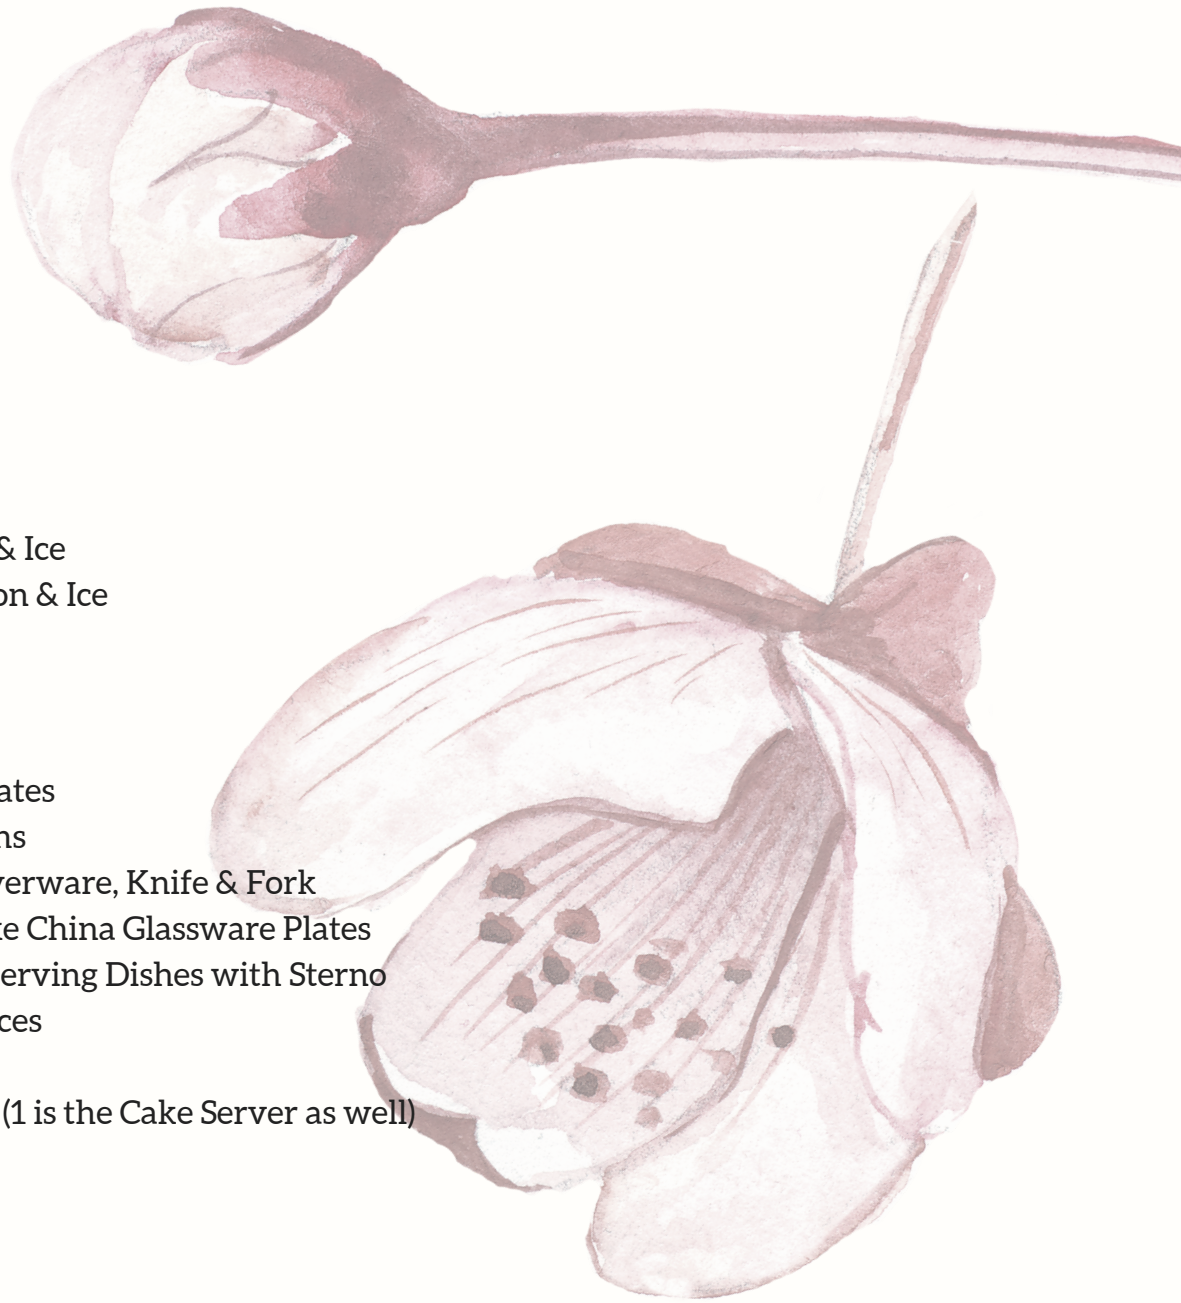 & Ice
on & Ice
ates
ns
verware, Knife & Fork
ke China Glassware Plates
erving Dishes with Sterno
ces
(1 is the Cake Server as well)